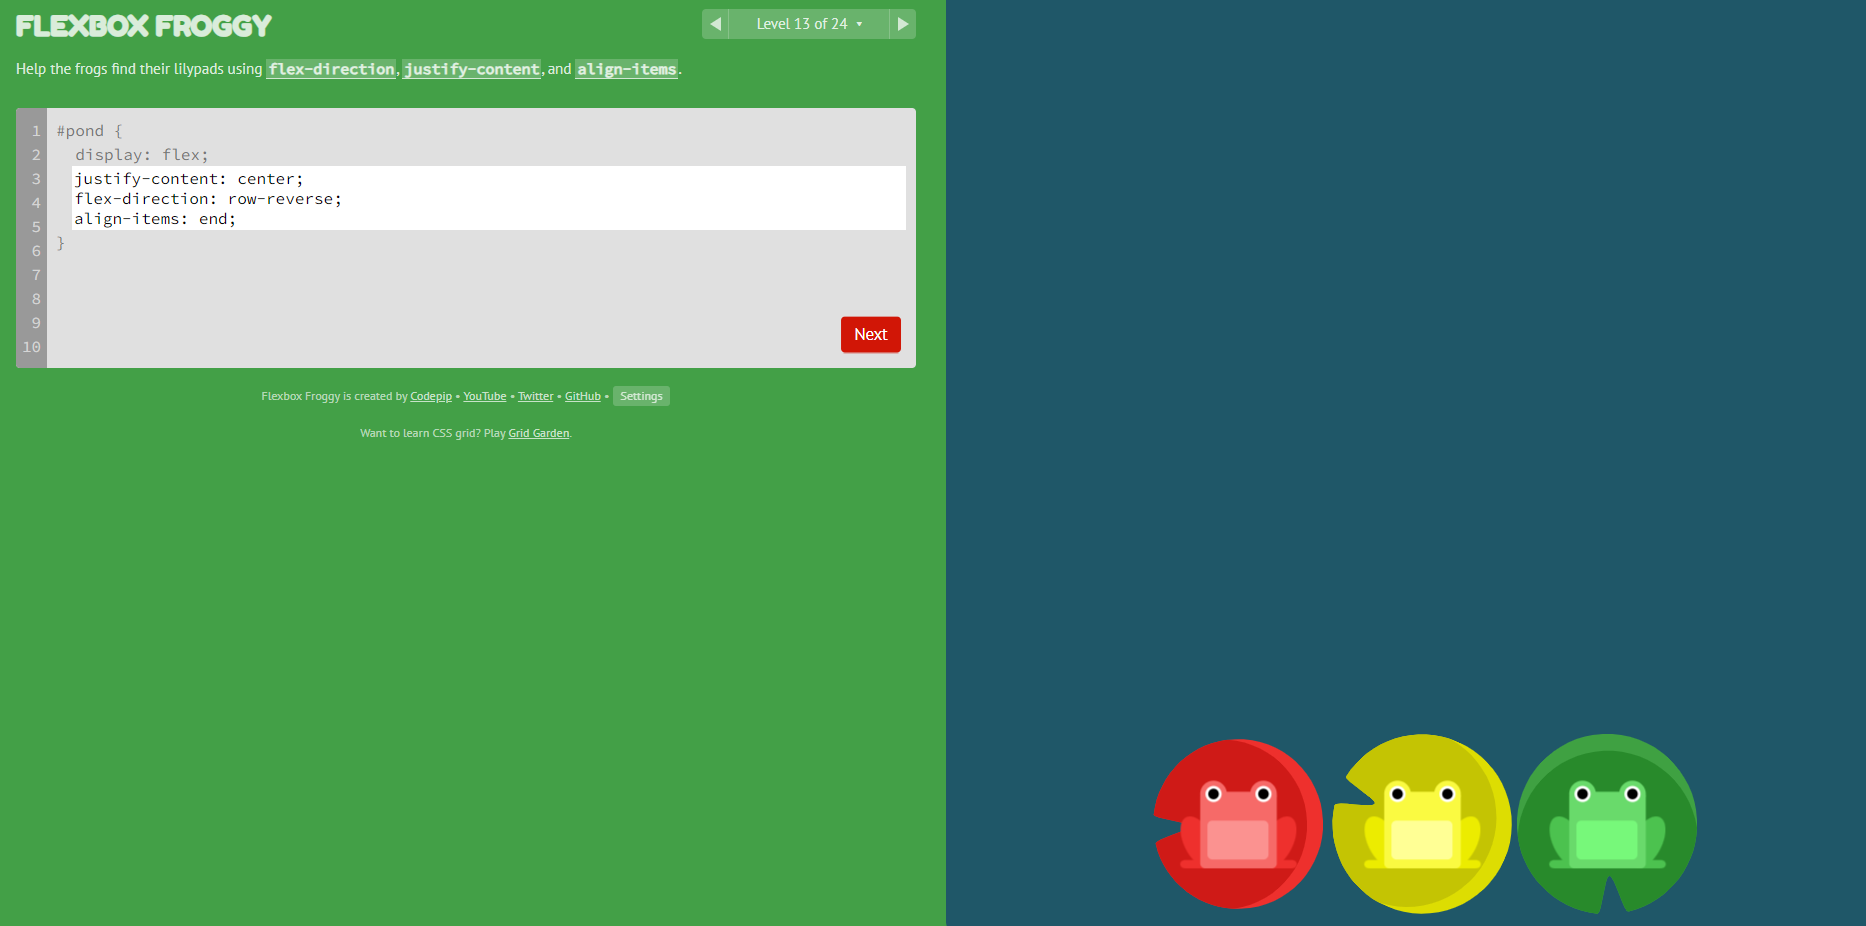 FLEXBOX FROGGY
◀ Level 13 of 24 ▾ ▶
Help the frogs find their lilypads using flex-direction, justify-content, and align-items.
1 #pond {
2 display: flex;
3 justify-content: center;
4 flex-direction: row-reverse;
5 align-items: end;
6 }
7
8
9
10
Next
Flexbox Froggy is created by Codepip • YouTube • Twitter • GitHub • Settings
Want to learn CSS grid? Play Grid Garden.